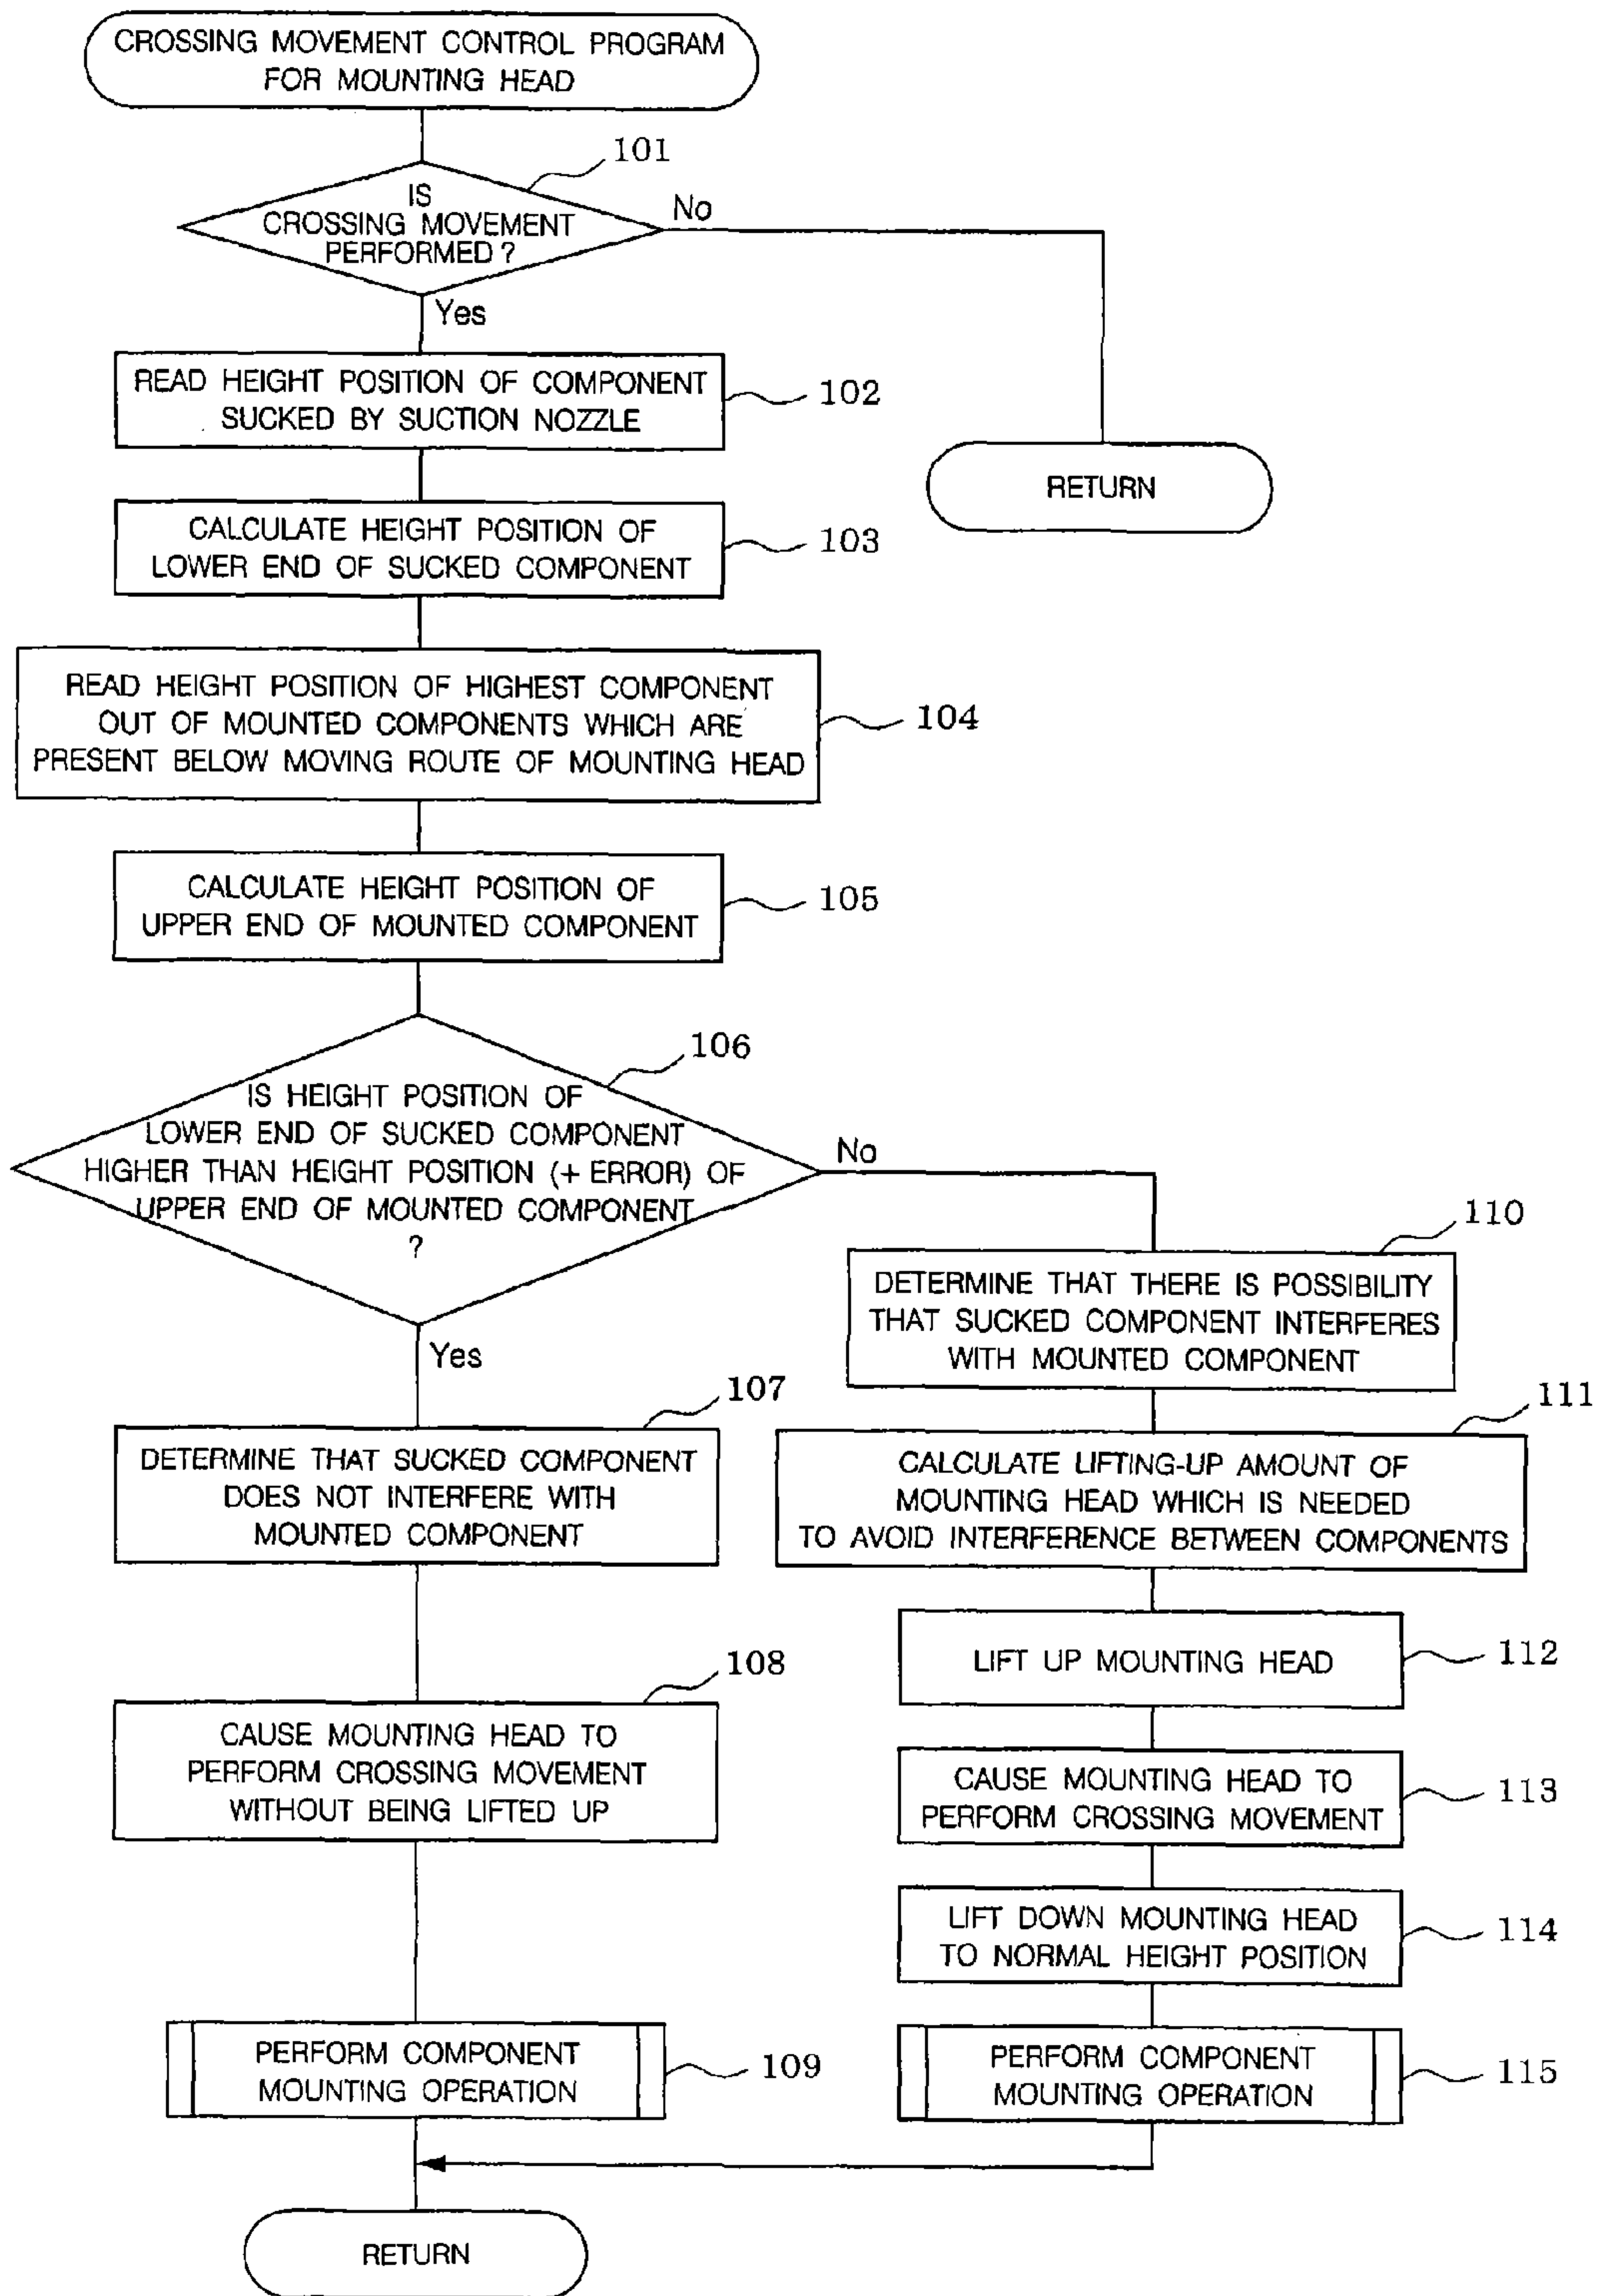 CROSSING MOVEMENT CONTROL PROGRAM
FOR MOUNTING HEAD
101
IS
CROSSING MOVEMENT
PERFORMED ?
No
Yes
READ HEIGHT POSITION OF COMPONENT
SUCKED BY SUCTION NOZZLE
102
RETURN
CALCULATE HEIGHT POSITION OF
LOWER END OF SUCKED COMPONENT
103
READ HEIGHT POSITION OF HIGHEST COMPONENT
OUT OF MOUNTED COMPONENTS WHICH ARE
PRESENT BELOW MOVING ROUTE OF MOUNTING HEAD
104
CALCULATE HEIGHT POSITION OF
UPPER END OF MOUNTED COMPONENT
105
106
IS HEIGHT POSITION OF
LOWER END OF SUCKED COMPONENT
HIGHER THAN HEIGHT POSITION (+ ERROR) OF
UPPER END OF MOUNTED COMPONENT
?
No
Yes
107
DETERMINE THAT SUCKED COMPONENT
DOES NOT INTERFERE WITH
MOUNTED COMPONENT
108
CAUSE MOUNTING HEAD TO
PERFORM CROSSING MOVEMENT
WITHOUT BEING LIFTED UP
PERFORM COMPONENT
MOUNTING OPERATION
109
110
DETERMINE THAT THERE IS POSSIBILITY
THAT SUCKED COMPONENT INTERFERES
WITH MOUNTED COMPONENT
111
CALCULATE LIFTING-UP AMOUNT OF
MOUNTING HEAD WHICH IS NEEDED
TO AVOID INTERFERENCE BETWEEN COMPONENTS
LIFT UP MOUNTING HEAD
112
CAUSE MOUNTING HEAD TO
PERFORM CROSSING MOVEMENT
113
LIFT DOWN MOUNTING HEAD
TO NORMAL HEIGHT POSITION
114
PERFORM COMPONENT
MOUNTING OPERATION
115
RETURN